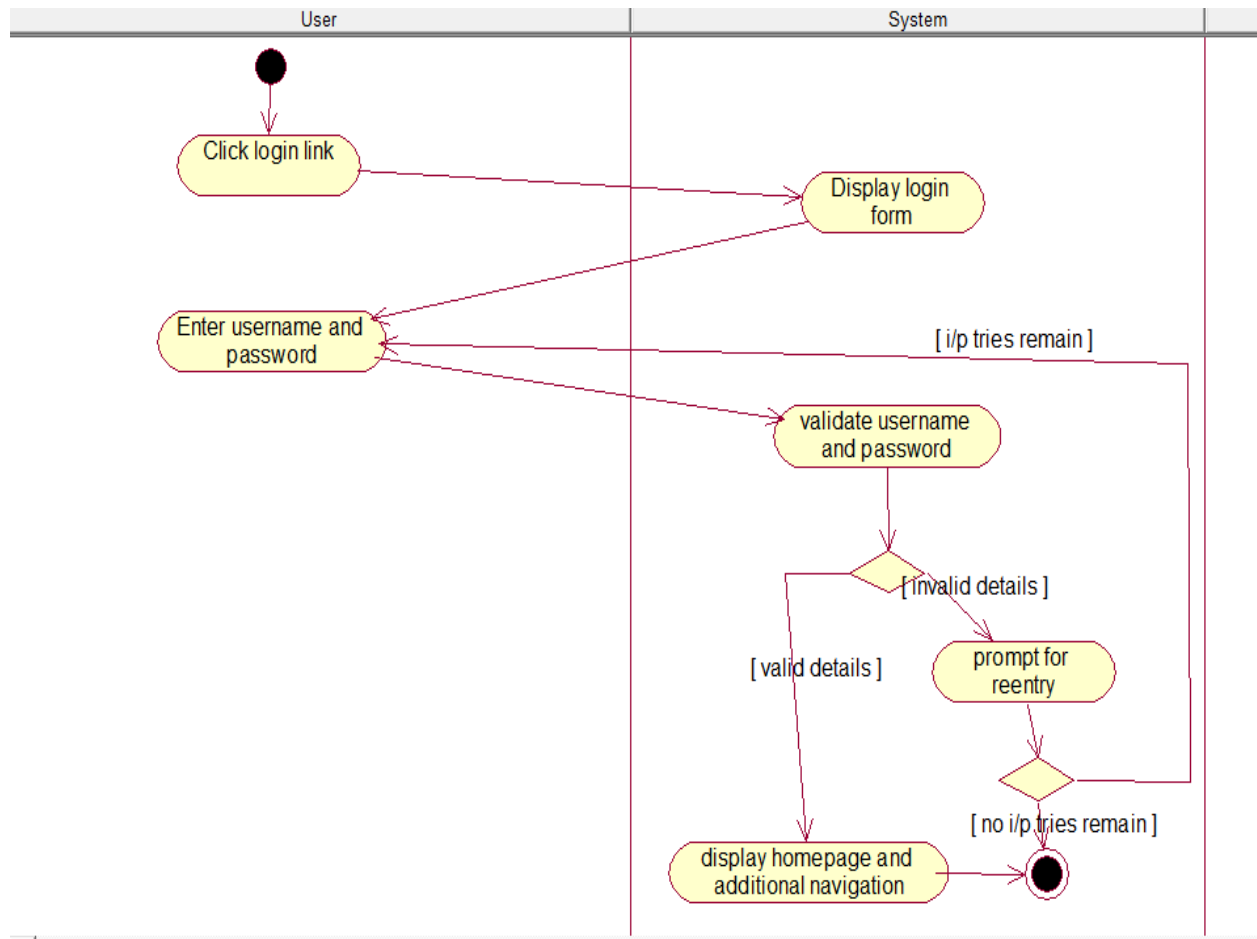 User
System
Click login link
Display login
form
Enter username and
password
[ i/p tries remain ]
validate username
and password
[ invalid details ]
[ valid details ]
prompt for
reentry
[ no i/p tries remain ]
display homepage and
additional navigation